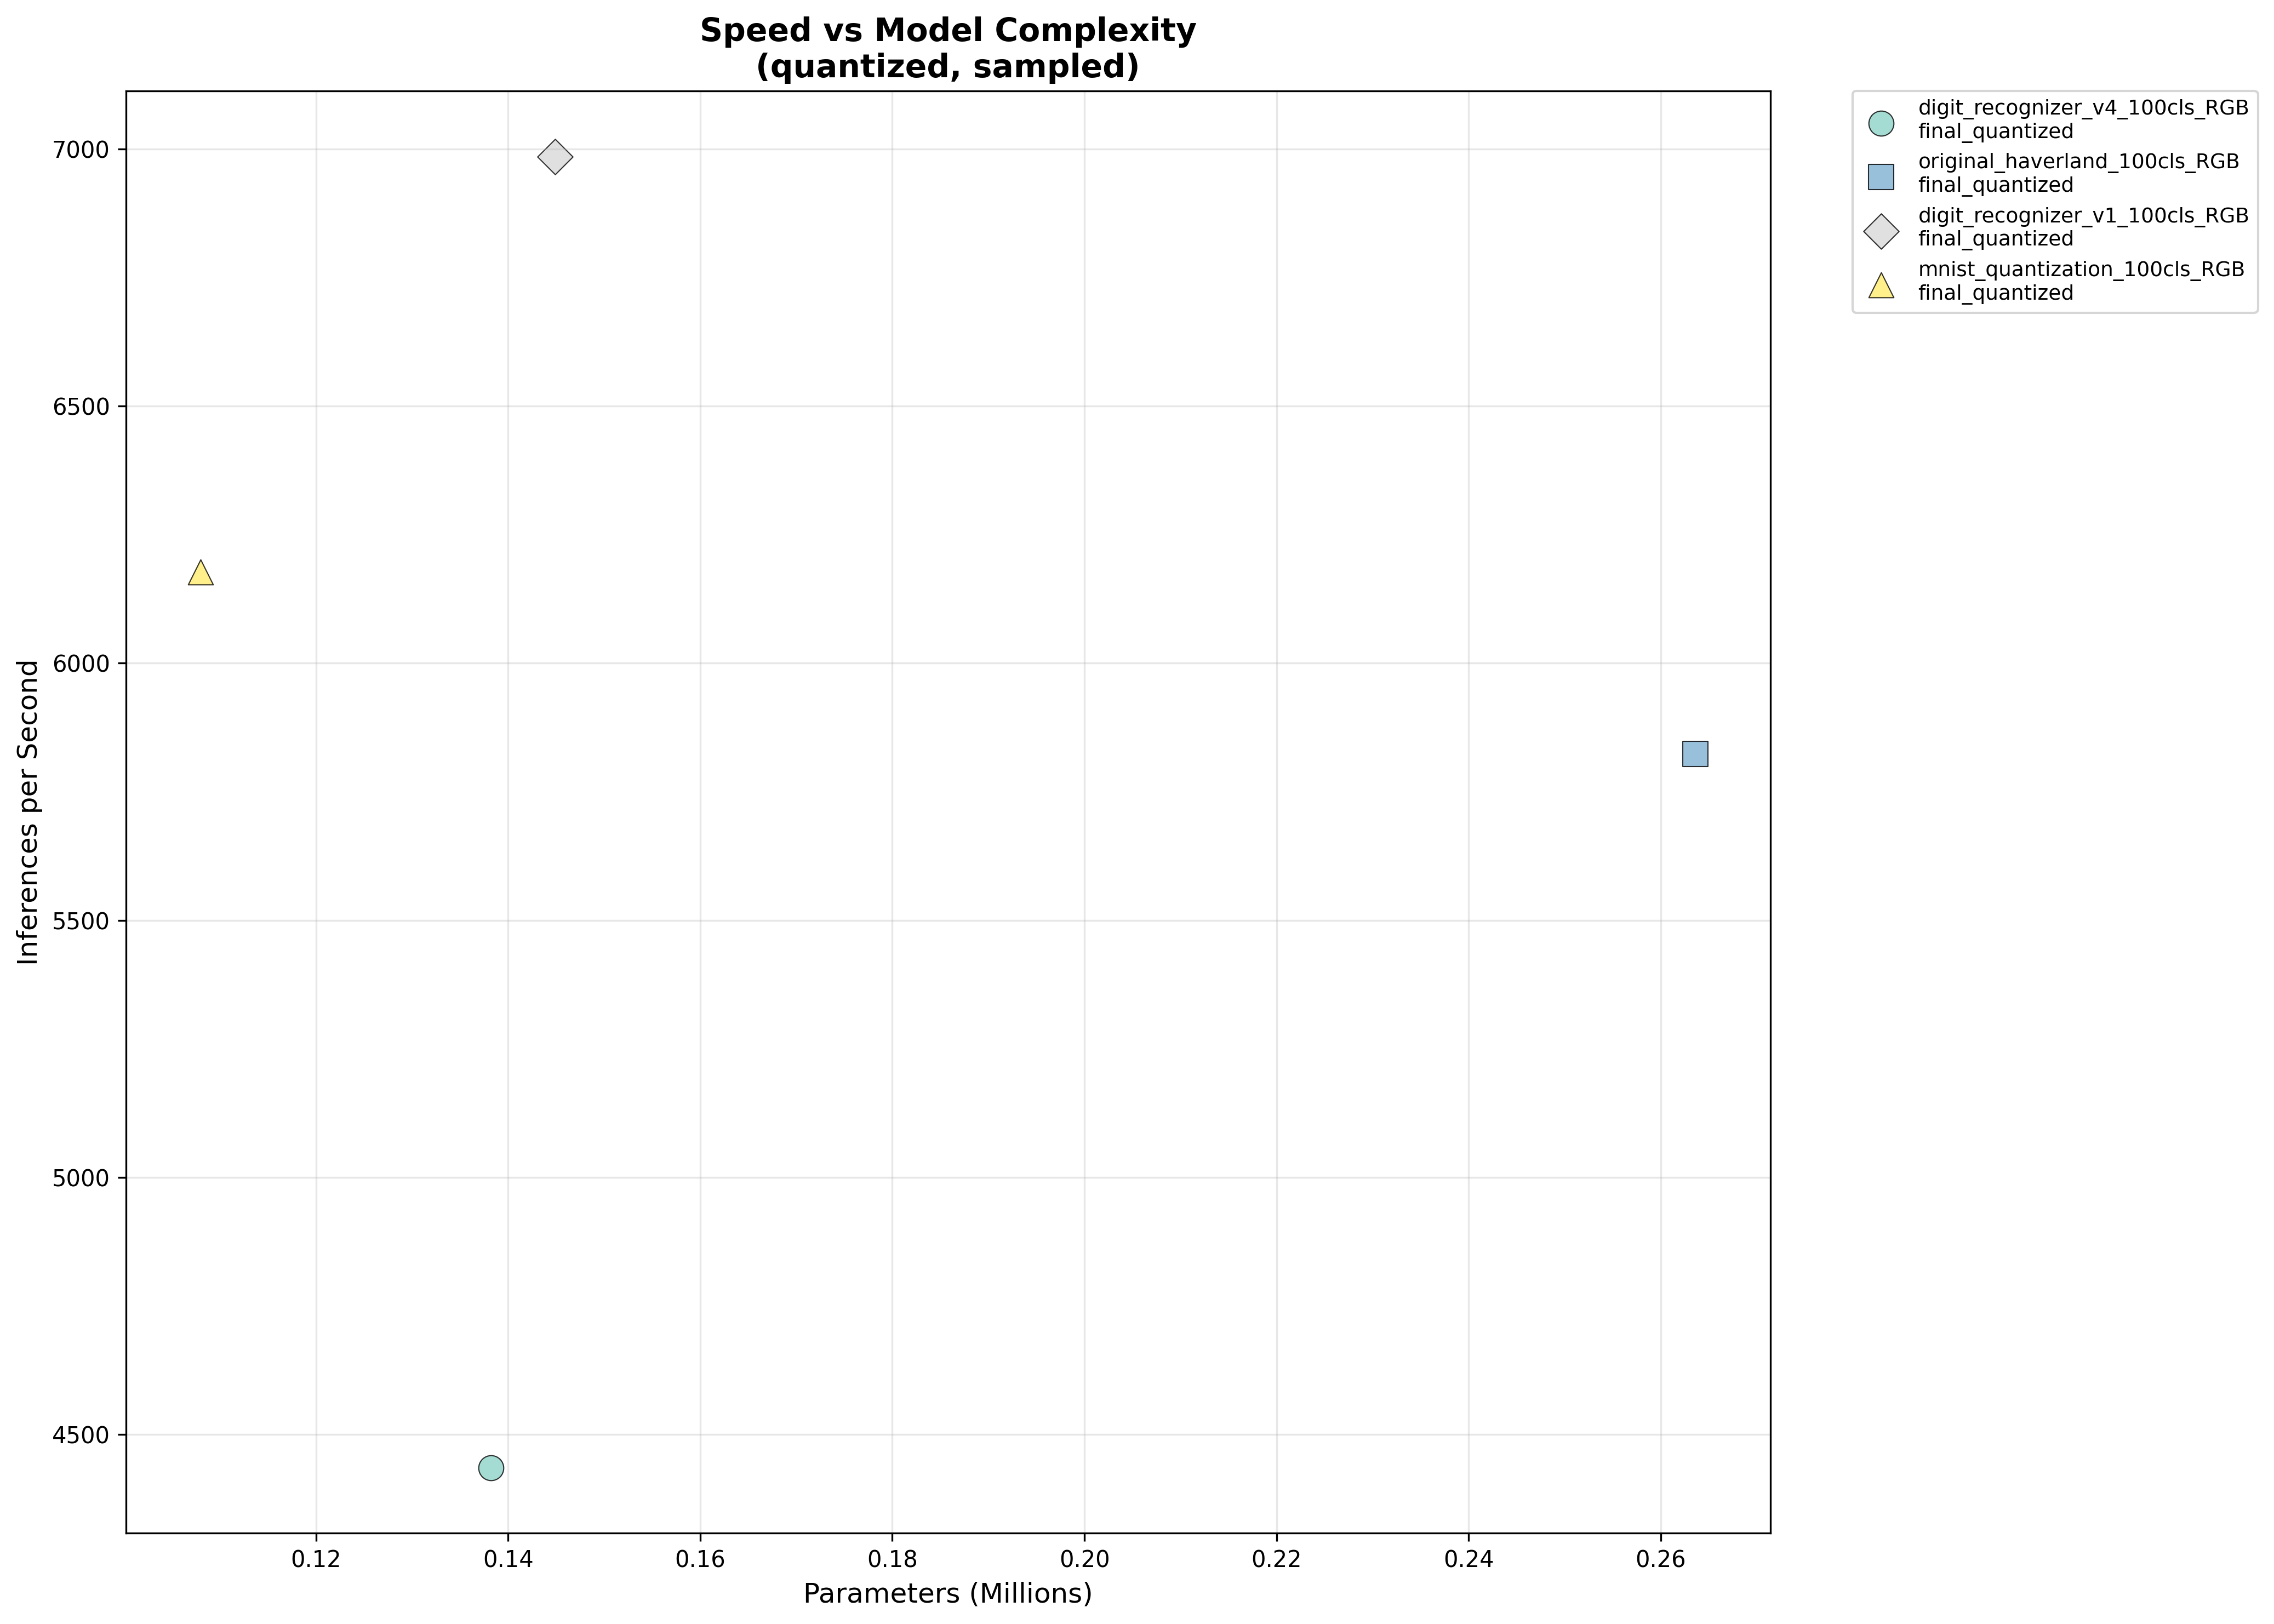 Speed vs Model Complexity
(quantized, sampled)
digit_recognizer_v4_100cls_RGB
final_quantized
original_haverland_100cls_RGB
final_quantized
digit_recognizer_v1_100cls_RGB
final_quantized
mnist_quantization_100cls_RGB
final_quantized
Inferences per Second
7000
6500
6000
5500
5000
4500
0.12 0.14 0.16 0.18 0.20 0.22 0.24 0.26
Parameters (Millions)